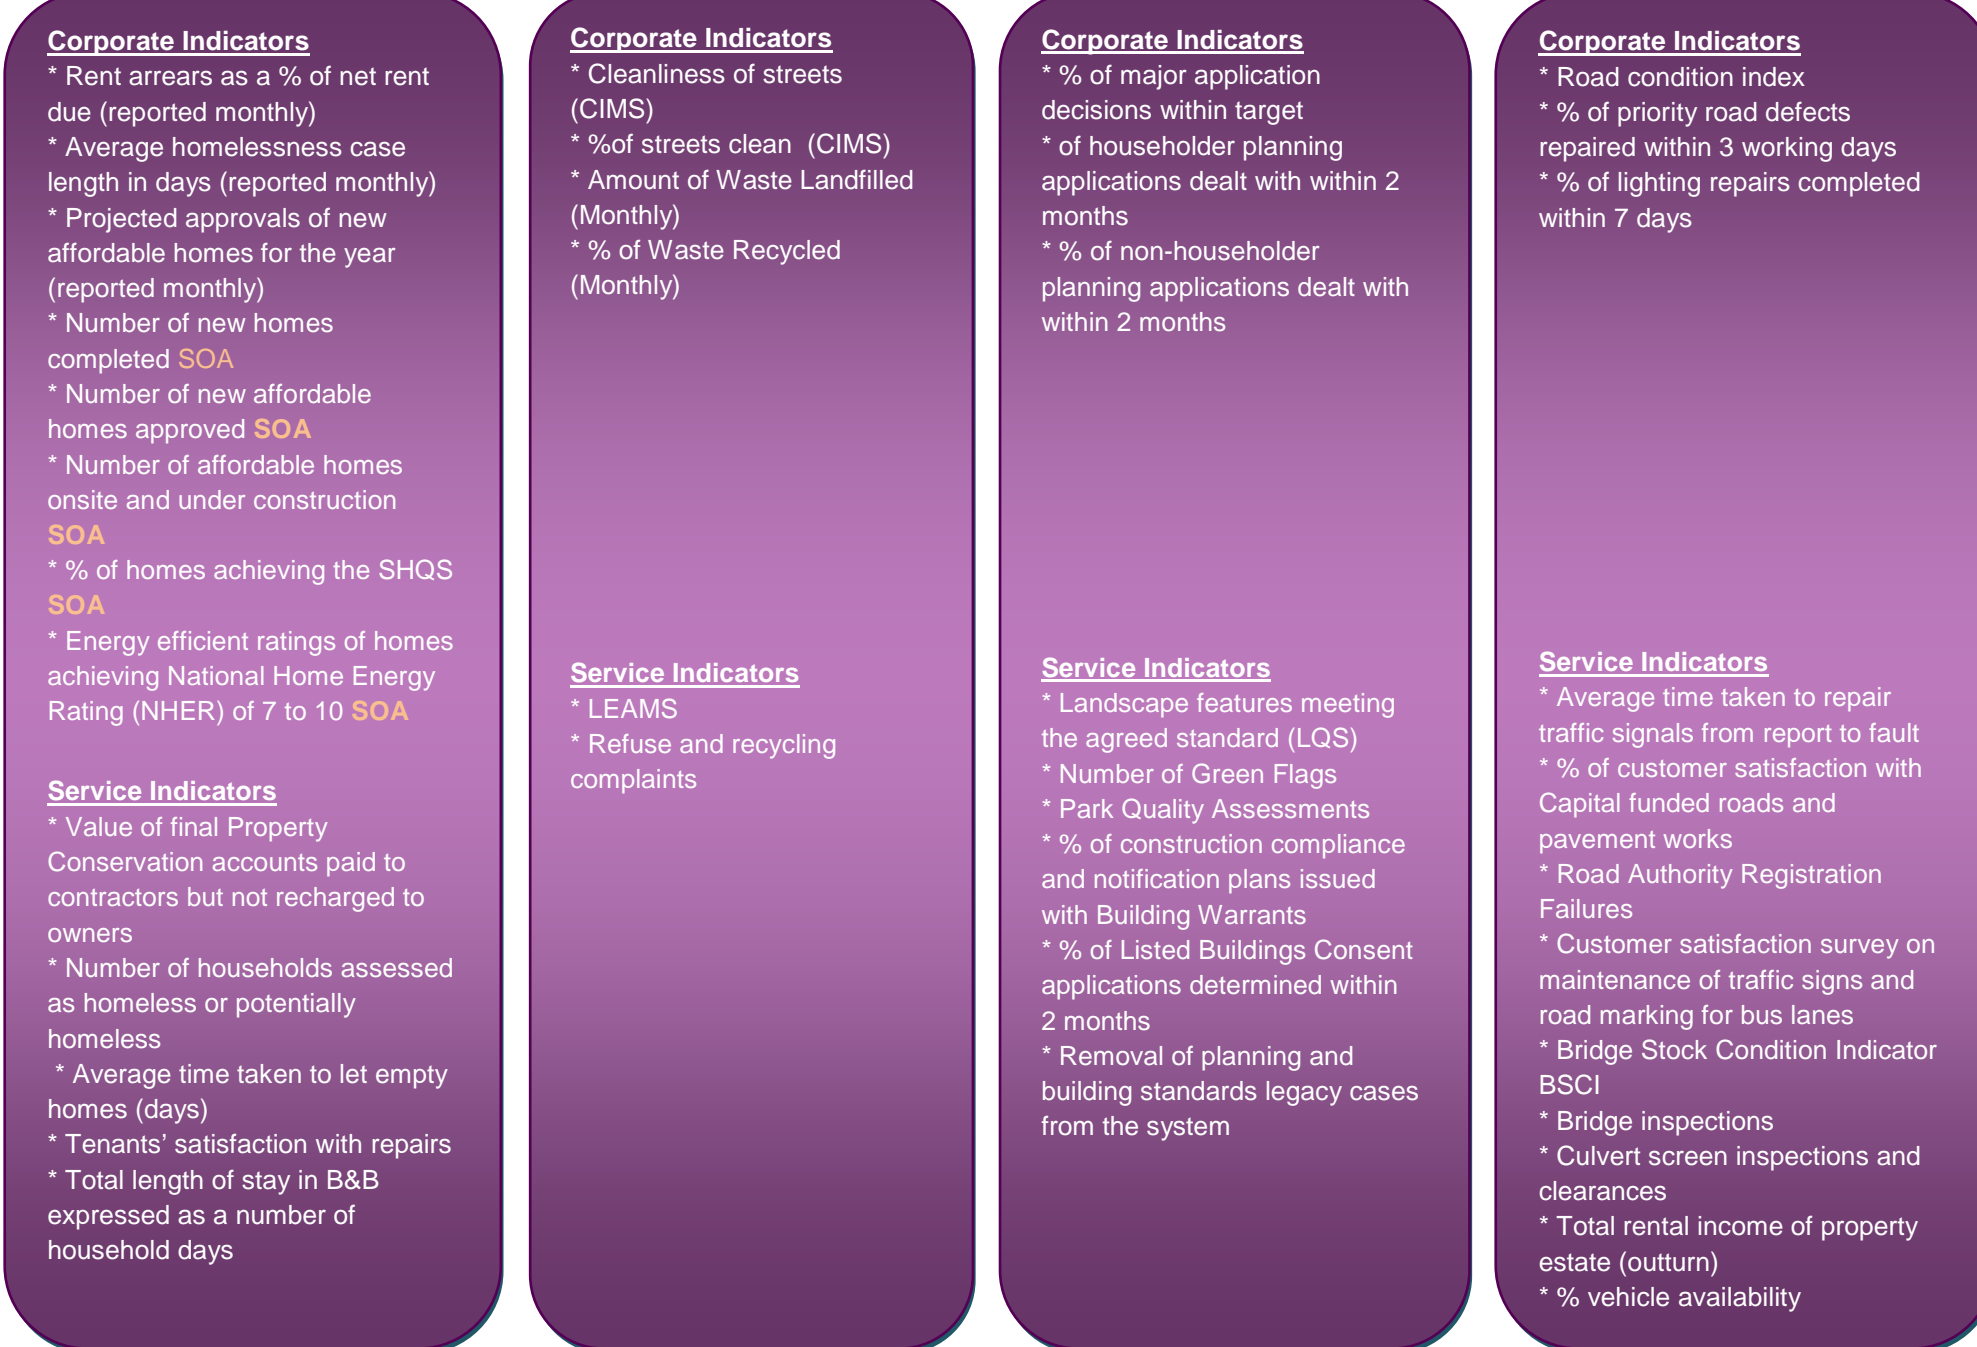 Corporate Indicators
* Rent arrears as a % of net rent
due (reported monthly)
* Average homelessness case
length in days (reported monthly)
* Projected approvals of new
affordable homes for the year
(reported monthly)
* Number of new homes
completed SOA
* Number of new affordable
homes approved SOA
* Number of affordable homes
onsite and under construction
SOA
* % of homes achieving the SHQS
SOA
* Energy efficient ratings of homes
achieving National Home Energy
Rating (NHER) of 7 to 10 SOA
Service Indicators
* Value of final Property
Conservation accounts paid to
contractors but not recharged to
owners
* Number of households assessed
as homeless or potentially
homeless
* Average time taken to let empty
homes (days)
* Tenants’ satisfaction with repairs
* Total length of stay in B&B
expressed as a number of
household days
Corporate Indicators
* Cleanliness of streets
(CIMS)
* %of streets clean  (CIMS)
* Amount of Waste Landfilled
(Monthly)
* % of Waste Recycled
(Monthly)
Service Indicators
* LEAMS
* Refuse and recycling
complaints
Corporate Indicators
* % of major application
decisions within target
* of householder planning
applications dealt with within 2
months
* % of non-householder
planning applications dealt with
within 2 months
Service Indicators
* Landscape features meeting
the agreed standard (LQS)
* Number of Green Flags
* Park Quality Assessments
* % of construction compliance
and notification plans issued
with Building Warrants
* % of Listed Buildings Consent
applications determined within
2 months
* Removal of planning and
building standards legacy cases
from the system
Corporate Indicators
* Road condition index
* % of priority road defects
repaired within 3 working days
* % of lighting repairs completed
within 7 days
Service Indicators
* Average time taken to repair
traffic signals from report to fault
* % of customer satisfaction with
Capital funded roads and
pavement works
* Road Authority Registration
Failures
* Customer satisfaction survey on
maintenance of traffic signs and
road marking for bus lanes
* Bridge Stock Condition Indicator
BSCI
* Bridge inspections
* Culvert screen inspections and
clearances
* Total rental income of property
estate (outturn)
* % vehicle availability